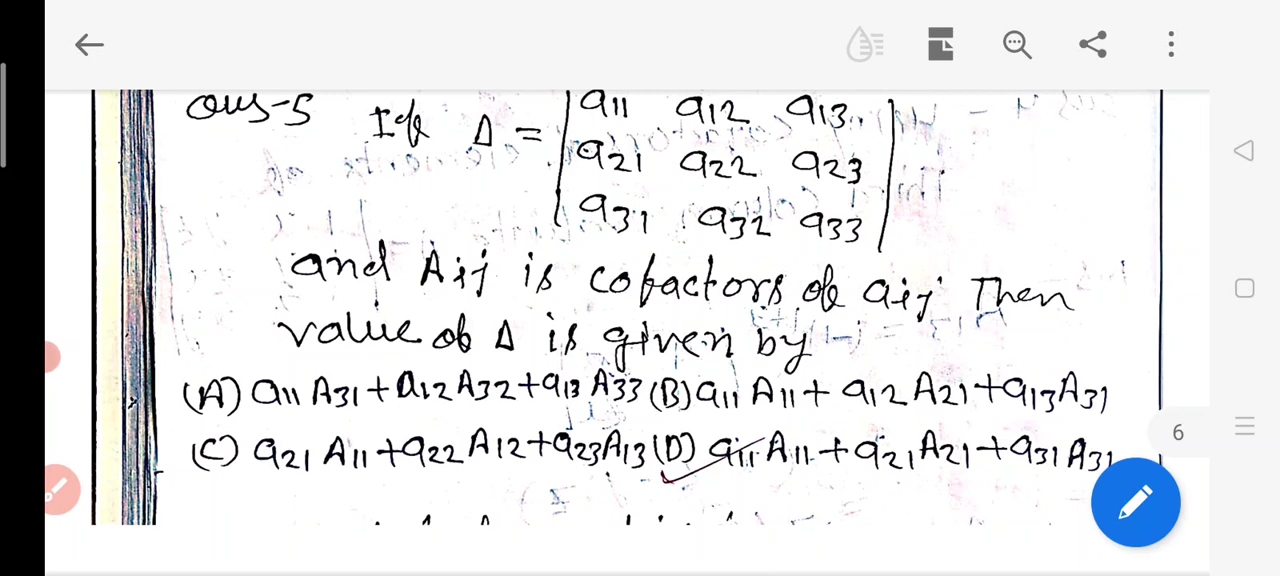 Ques-5 If Δ = | a11 a12 a13 |
| a21 a22 a23 |
| a31 a32 a33 |
and Aij is cofactors of aij Then
value of Δ is given by
(A) a11 A31 + a12 A32 + a13 A33 (B) a11 A11 + a12 A21 + a13 A31
(C) a21 A11 + a22 A12 + a23 A13 (D) a11 A11 + a21 A21 + a31 A31
6